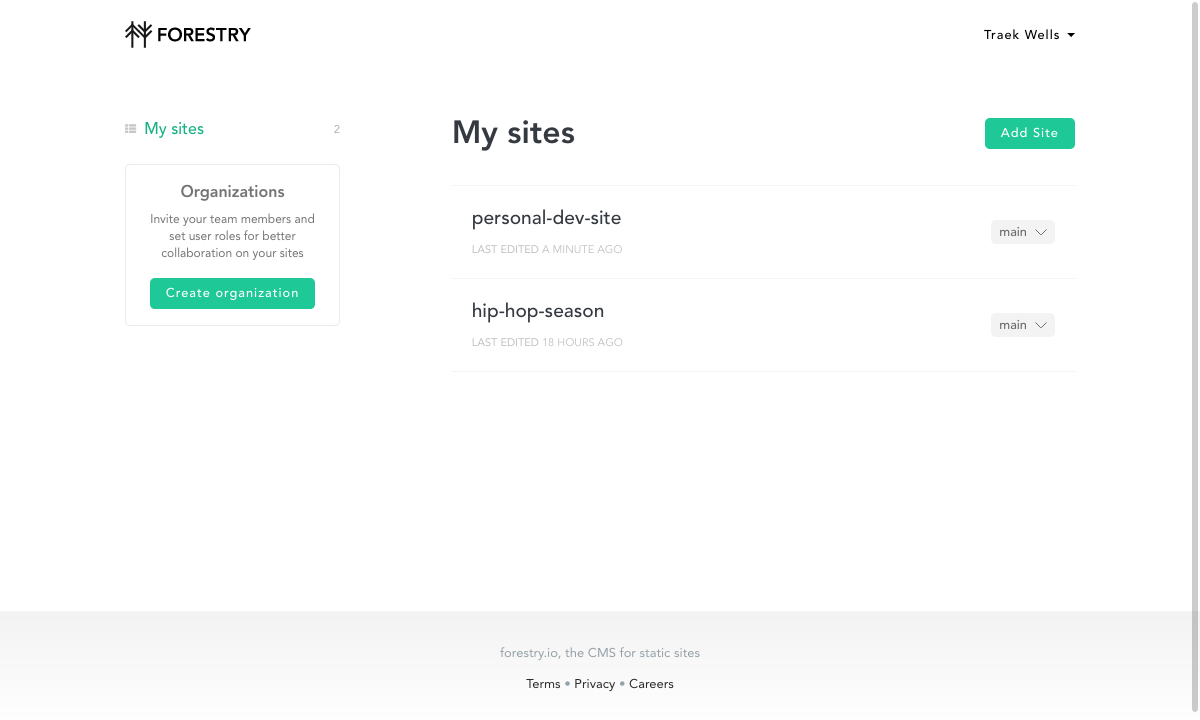 FORESTRY
Traek Wells
My sites
2
Organizations
Invite your team members and
set user roles for better
collaboration on your sites
Create organization
My sites
Add Site
personal-dev-site
LAST EDITED A MINUTE AGO
main
hip-hop-season
LAST EDITED 18 HOURS AGO
main
forestry.io, the CMS for static sites
Terms • Privacy • Careers